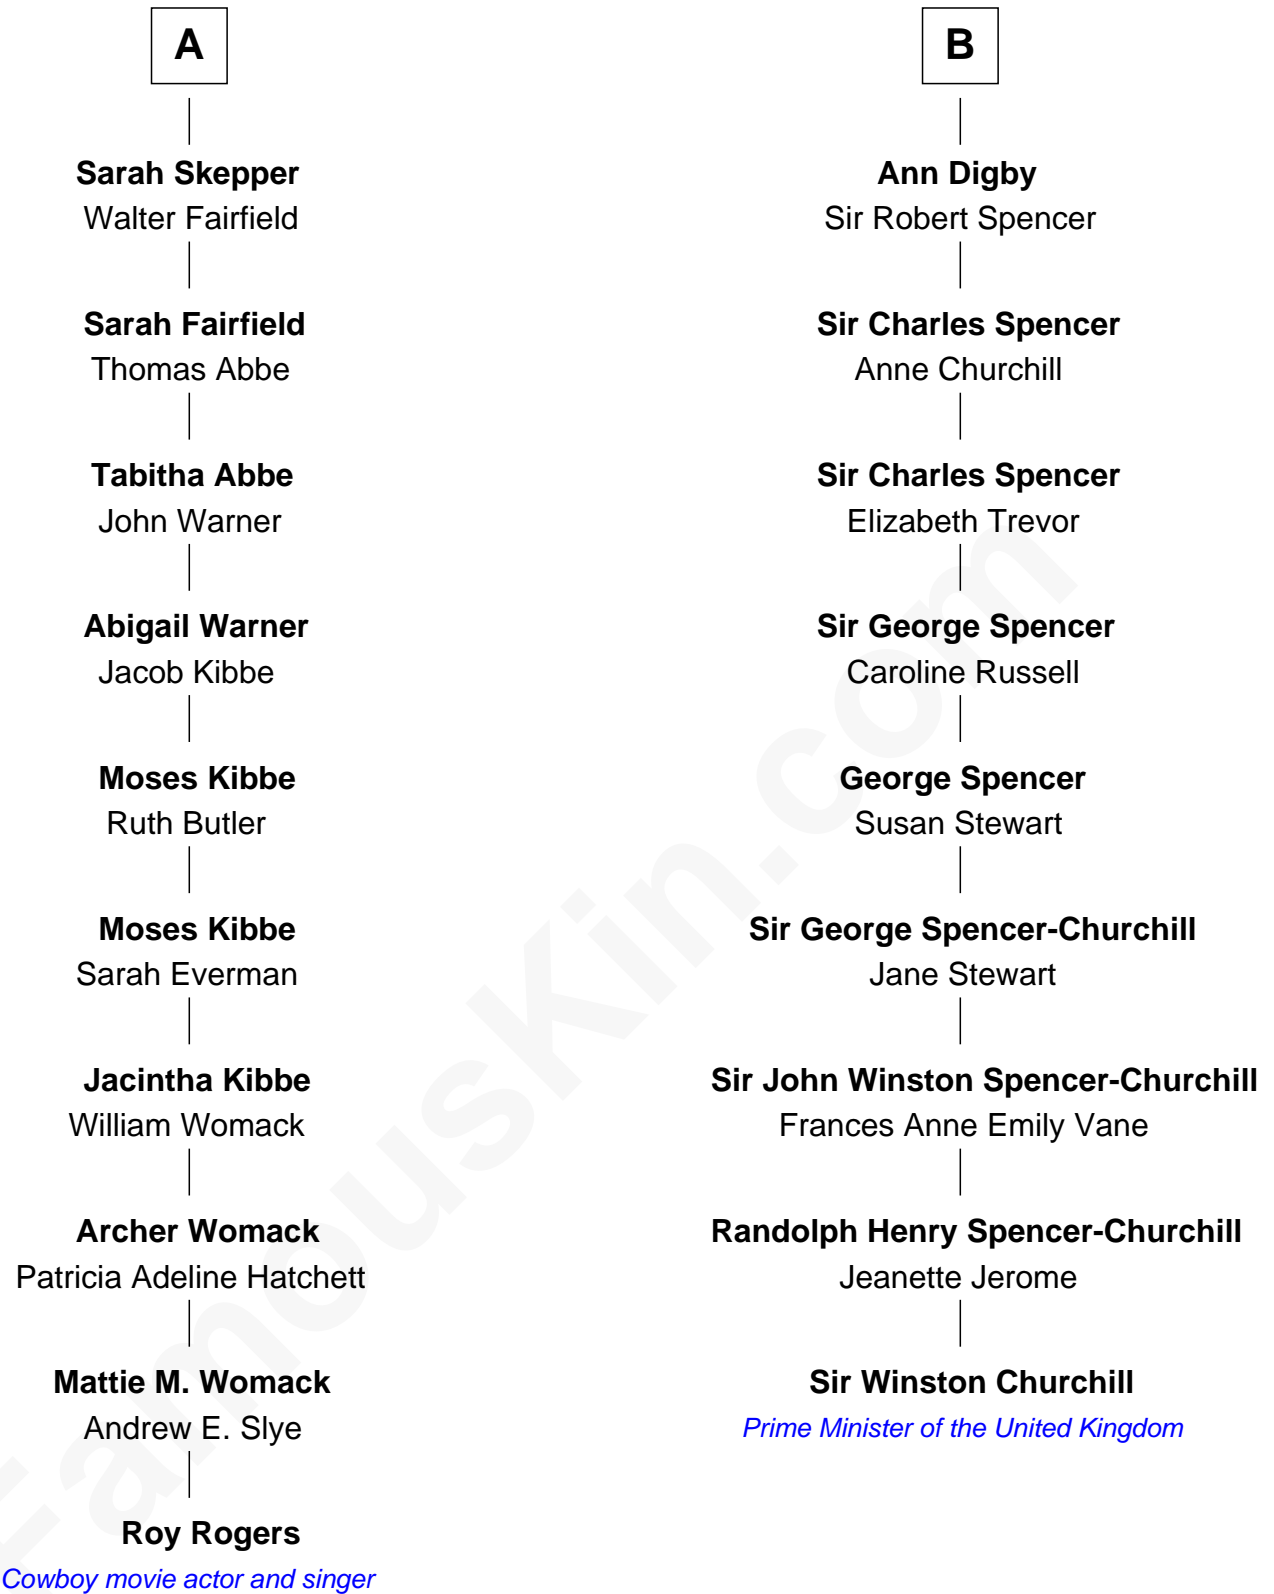 A
Sarah Skepper
Walter Fairfield
Sarah Fairfield
Thomas Abbe
Tabitha Abbe
John Warner
Abigail Warner
Jacob Kibbe
Moses Kibbe
Ruth Butler
Moses Kibbe
Sarah Everman
Jacintha Kibbe
William Womack
Archer Womack
Patricia Adeline Hatchett
Mattie M. Womack
Andrew E. Slye
Roy Rogers
Cowboy movie actor and singer
B
Ann Digby
Sir Robert Spencer
Sir Charles Spencer
Anne Churchill
Sir Charles Spencer
Elizabeth Trevor
Sir George Spencer
Caroline Russell
George Spencer
Susan Stewart
Sir George Spencer-Churchill
Jane Stewart
Sir John Winston Spencer-Churchill
Frances Anne Emily Vane
Randolph Henry Spencer-Churchill
Jeanette Jerome
Sir Winston Churchill
Prime Minister of the United Kingdom
FamousKin.com